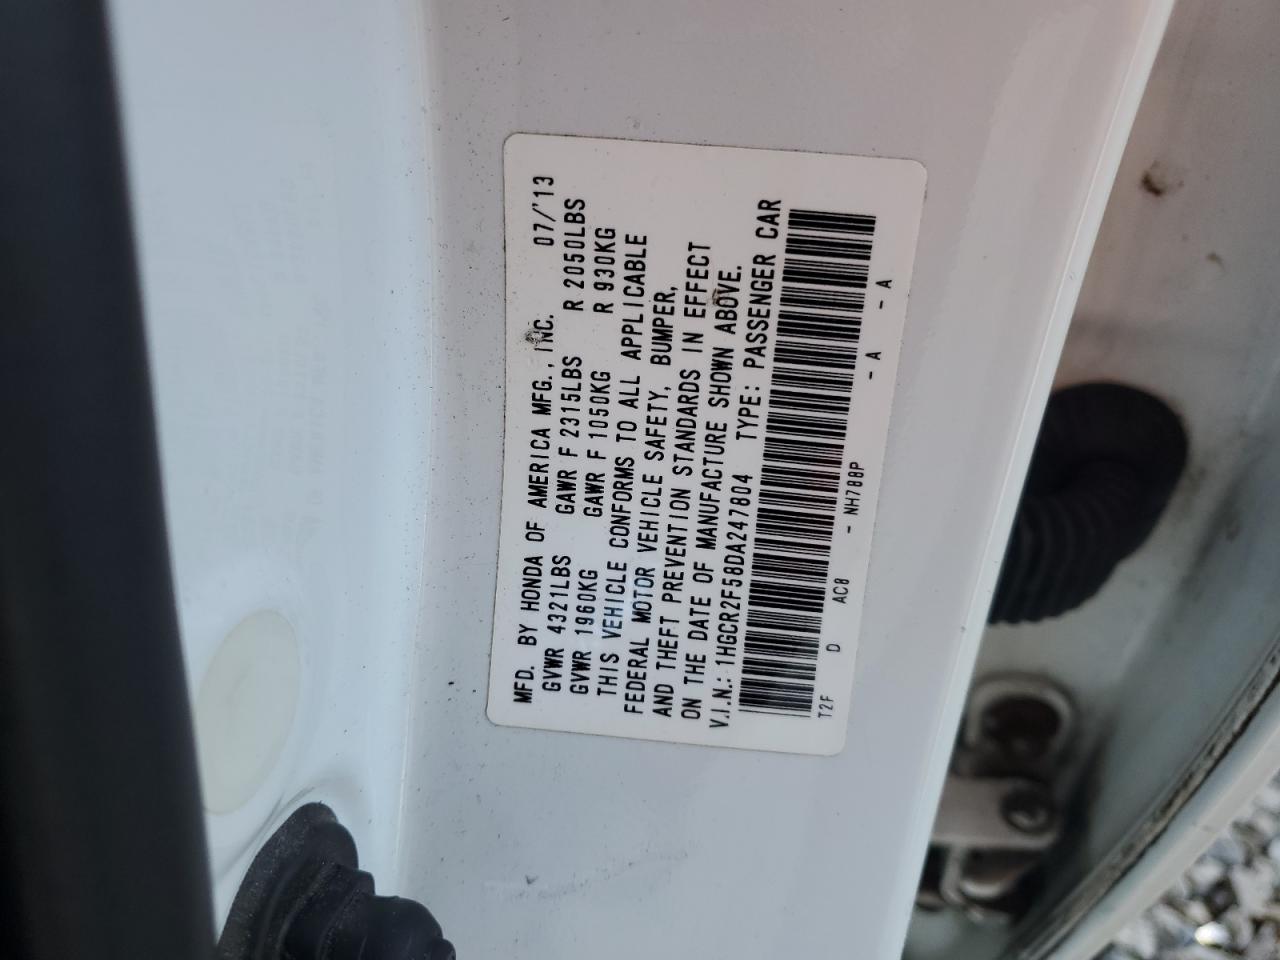 MFD. BY HONDA OF AMERICA MFG., INC. 07/'13
GVWR 4321LBS GAWR F 2315LBS R 2050LBS
GVWR 1960KG GAWR F 1050KG R 930KG
THIS VEHICLE CONFORMS TO ALL APPLICABLE
FEDERAL MOTOR VEHICLE SAFETY, BUMPER,
AND THEFT PREVENTION STANDARDS IN EFFECT
ON THE DATE OF MANUFACTURE SHOWN ABOVE.
V.I.N.: 1HGCR2F58DA247804 TYPE: PASSENGER CAR
T2F D AC8 - NH788P - A - A